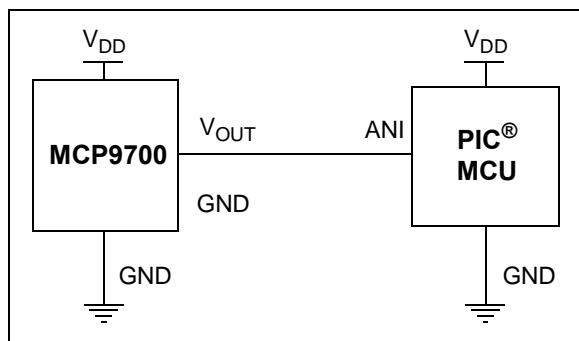 VDD
VDD
MCP9700
VOUT
ANI
PIC®
MCU
GND
GND
GND